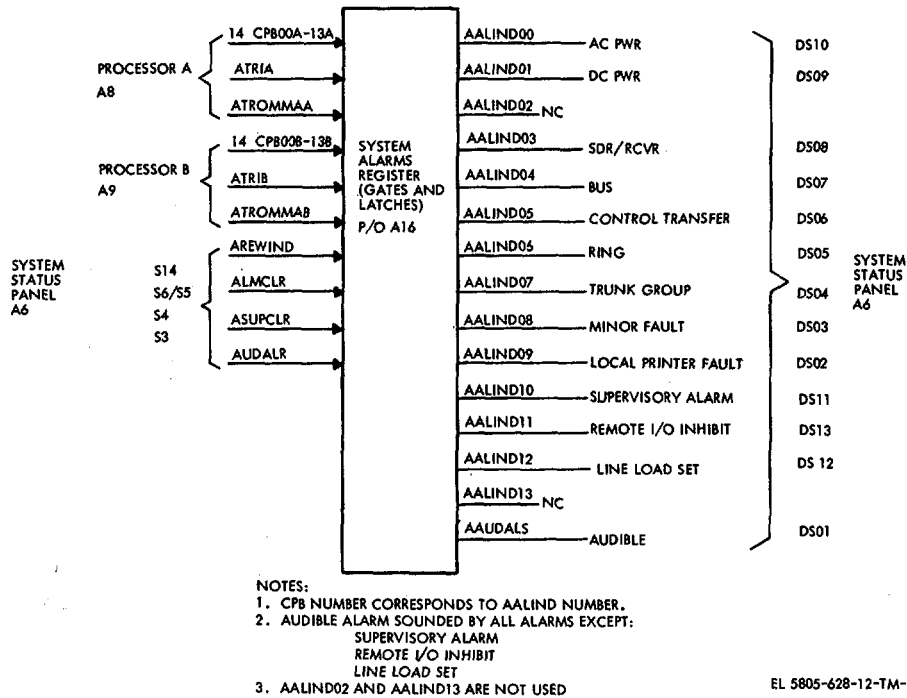 PROCESSOR A
A8
14 CPB00A-13A
ATRIA
ATROMMAA
PROCESSOR B
A9
14 CPB00B-13B
ATRIB
ATROMMAB
SYSTEM
STATUS
PANEL
A6
S14
S6/S5
S4
S3
AREWIND
ALMCLR
ASUPCLR
AUDALR
SYSTEM
ALARMS
REGISTER
(GATES AND
LATCHES)
P/O A16
AALIND00 AC PWR DS10
AALIND01 DC PWR DS09
AALIND02 NC
AALIND03 SDR/RCVR DS08
AALIND04 BUS DS07
AALIND05 CONTROL TRANSFER DS06
AALIND06 RING DS05
AALIND07 TRUNK GROUP DS04
AALIND08 MINOR FAULT DS03
AALIND09 LOCAL PRINTER FAULT DS02
AALIND10 SUPERVISORY ALARM DS11
AALIND11 REMOTE I/O INHIBIT DS13
AALIND12 LINE LOAD SET DS 12
AALIND13 NC
AAUDALS AUDIBLE DS01
SYSTEM
STATUS
PANEL
A6
NOTES:
1. CPB NUMBER CORRESPONDS TO AALIND NUMBER.
2. AUDIBLE ALARM SOUNDED BY ALL ALARMS EXCEPT:
SUPERVISORY ALARM
REMOTE I/O INHIBIT
LINE LOAD SET
3. AALIND02 AND AALIND13 ARE NOT USED
EL 5805-628-12-TM-